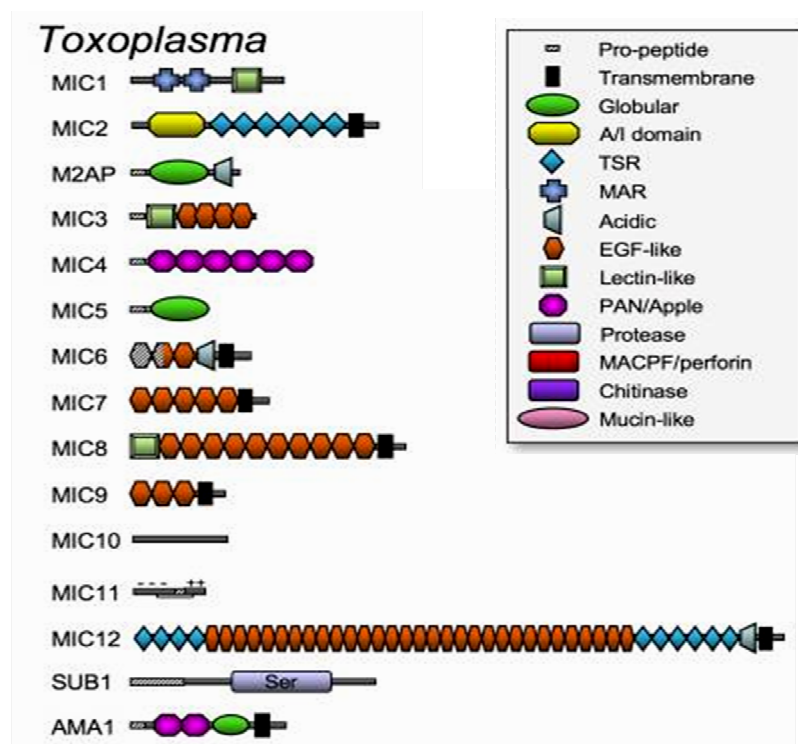 Toxoplasma
MIC1
MIC2
M2AP
MIC3
MIC4
MIC5
MIC6
MIC7
MIC8
MIC9
MIC10
MIC11
- - - ++
MIC12
SUB1 Ser
AMA1
Pro-peptide
Transmembrane
Globular
A/I domain
TSR
MAR
Acidic
EGF-like
Lectin-like
PAN/Apple
Protease
MACPF/perforin
Chitinase
Mucin-like